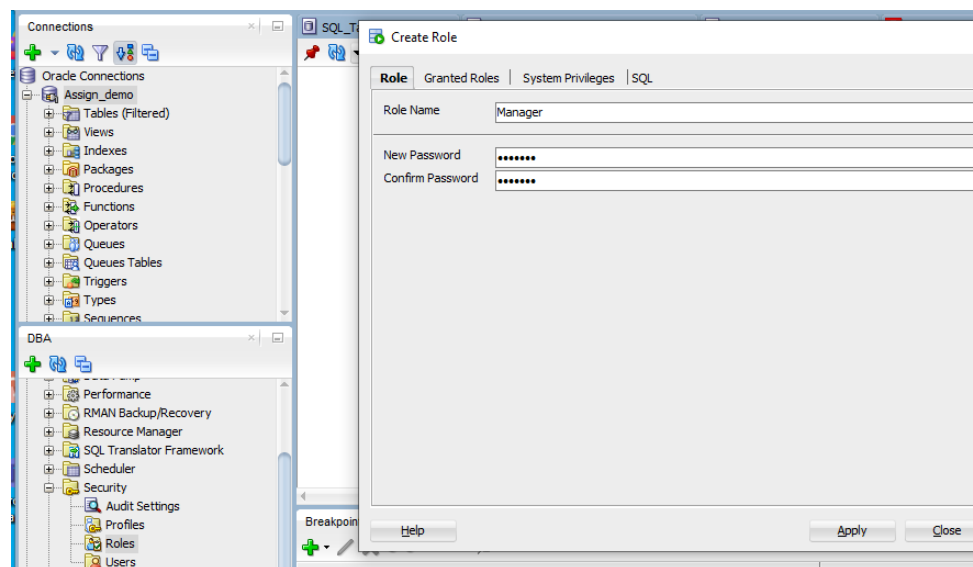 Connections
Oracle Connections
Assign_demo
Tables (Filtered)
Views
Indexes
Packages
Procedures
Functions
Operators
Queues
Queues Tables
Triggers
Types
Sequences
DBA
Performance
RMAN Backup/Recovery
Resource Manager
SQL Translator Framework
Scheduler
Security
Audit Settings
Profiles
Roles
Users
SQL_Ta
Breakpoin
Create Role
Role Granted Roles System Privileges SQL
Role Name Manager
New Password •••••••
Confirm Password •••••••
Help Apply Close